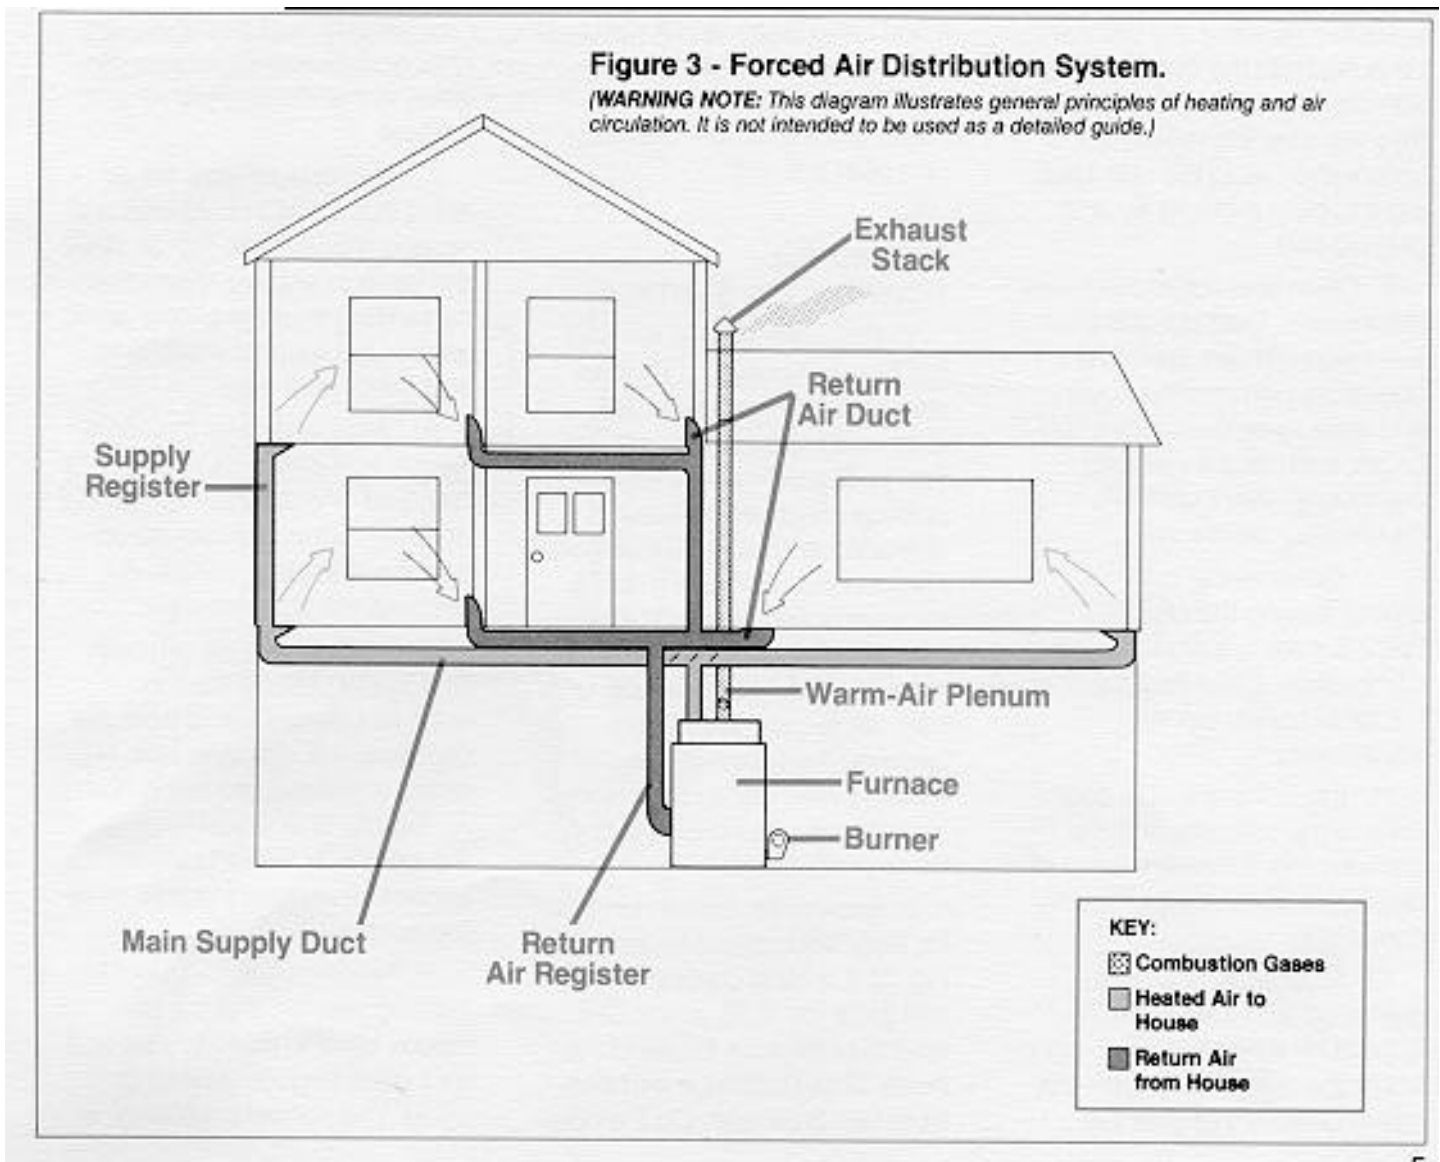 Figure 3 - Forced Air Distribution System.
(WARNING NOTE: This diagram illustrates general principles of heating and air
circulation. It is not intended to be used as a detailed guide.)
Exhaust
Stack
Return
Air Duct
Supply
Register
Warm-Air Plenum
Furnace
Burner
Main Supply Duct
Return
Air Register
KEY:
Combustion Gases
Heated Air to
House
Return Air
from House